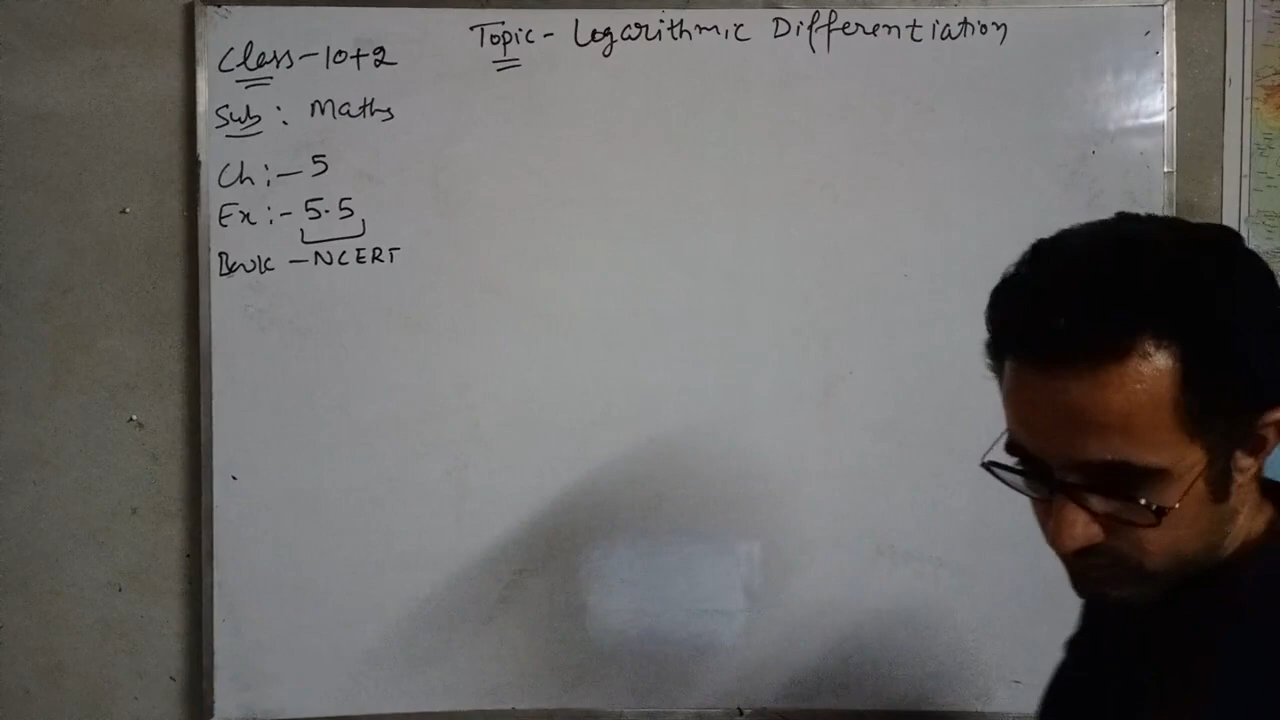 Topic - Logarithmic Differentiation
Class - 10+2
Sub : Maths
Ch :- 5
Ex :- 5.5
Book - NCERT